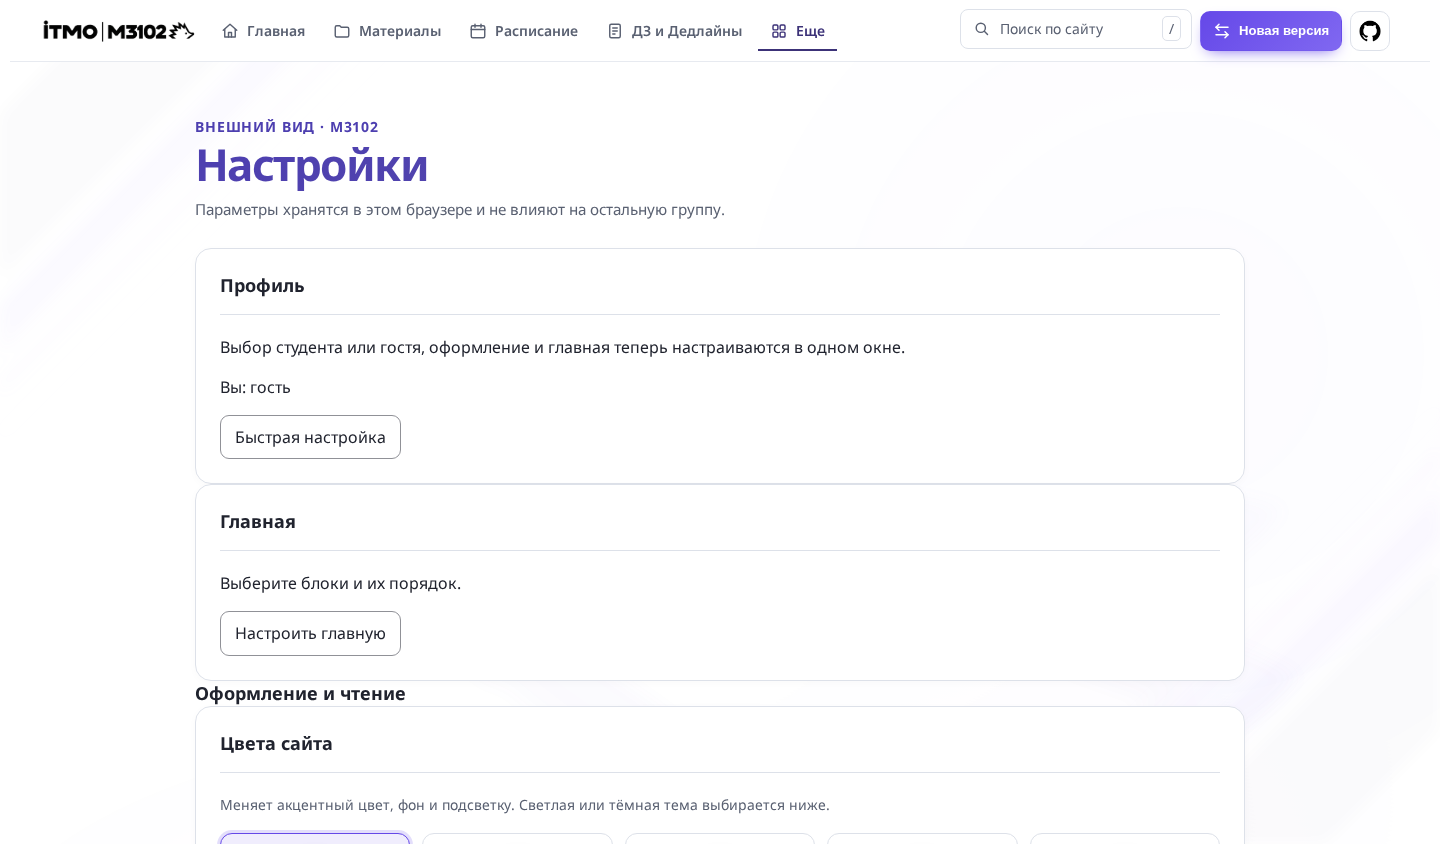 iTMO | M3102
Главная
Материалы
Расписание
ДЗ и Дедлайны
Еще
Поиск по сайту
/
Новая версия
ВНЕШНИЙ ВИД · M3102
Настройки
Параметры хранятся в этом браузере и не влияют на остальную группу.
Профиль
Выбор студента или гостя, оформление и главная теперь настраиваются в одном окне.
Вы: гость
Быстрая настройка
Главная
Выберите блоки и их порядок.
Настроить главную
Оформление и чтение
Цвета сайта
Меняет акцентный цвет, фон и подсветку. Светлая или тёмная тема выбирается ниже.